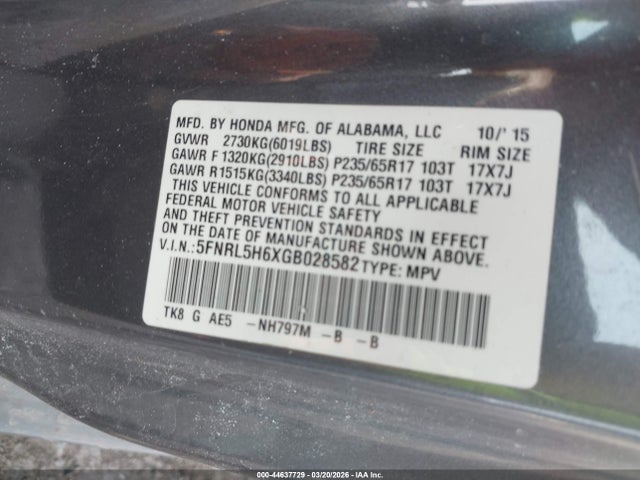 MFD. BY HONDA MFG. OF ALABAMA, LLC 10/'15
GVWR 2730KG(6019LBS) TIRE SIZE RIM SIZE
GAWR F 1320KG(2910LBS) P235/65R17 103T 17X7J
GAWR R1515KG(3340LBS) P235/65R17 103T 17X7J
THIS VEHICLE CONFORMS TO ALL APPLICABLE
FEDERAL MOTOR VEHICLE SAFETY
AND THEFT PREVENTION STANDARDS IN EFFECT
ON THE DATE OF MANUFACTURE SHOWN ABOVE.
V.I.N.:5FNRL5H6XGB028582 TYPE: MPV
TK8 G AE5 -NH797M -B -B
000-44637729 - 03/20/2026 - IAAI.com